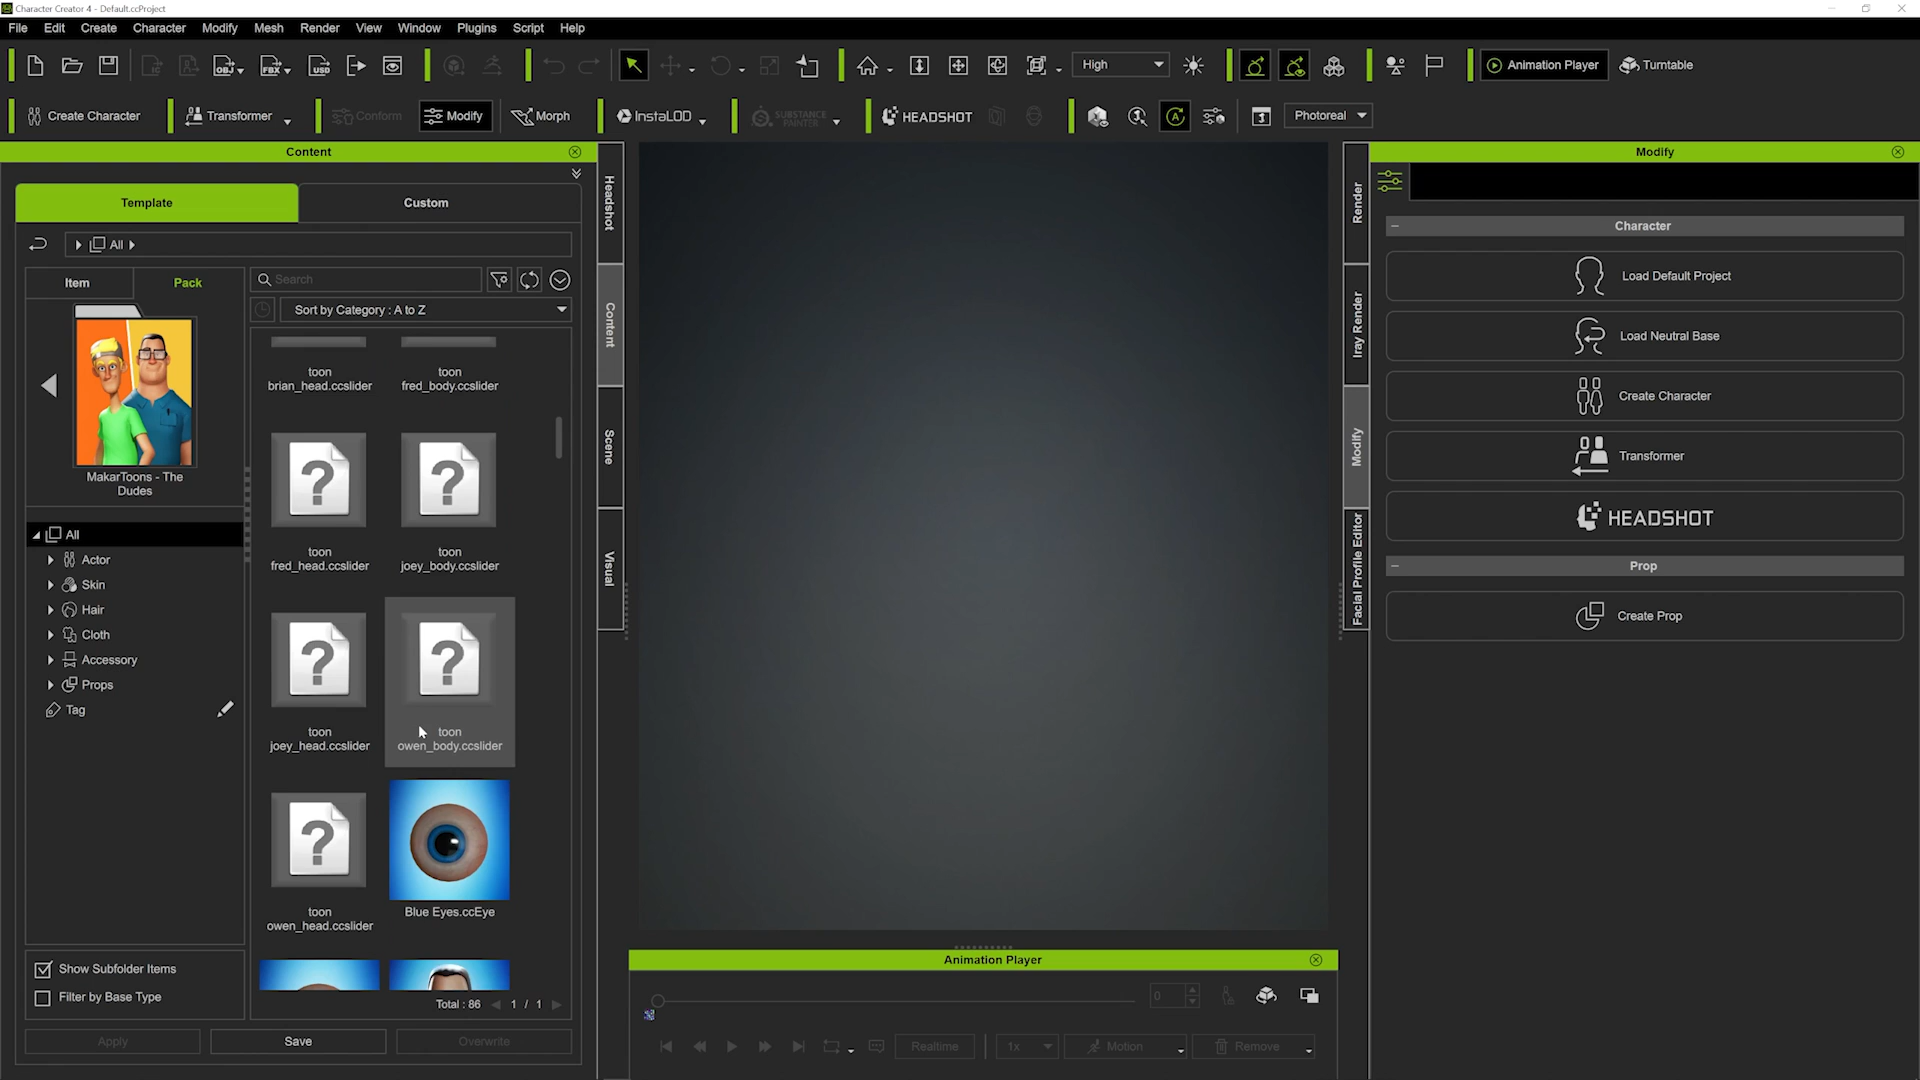 Character Creator 4 - Default.ccProject
File Edit Create Character Modify Mesh Render View Window Plugins Script Help
OBJ FBX USD High Animation Player Turntable
Create Character Transformer Conform Modify Morph InstaLOD SUBSTANCE PAINTER HEADSHOT A Photoreal
Content
Template Custom
All
Item Pack
Search
Sort by Category : A to Z
MakarToons - The
Dudes
All
Actor
Skin
Hair
Cloth
Accessory
Props
Tag
toon
brian_head.ccslider
toon
fred_body.ccslider
toon
fred_head.ccslider
toon
joey_body.ccslider
toon
joey_head.ccslider
toon
owen_body.ccslider
toon
owen_head.ccslider
Blue Eyes.ccEye
Show Subfolder Items
Filter by Base Type
Total : 86 1 / 1
Apply Save Overwrite
Headshot
Content
Scene
Visual
Animation Player
0
Realtime 1x Motion Remove
Render
Iray Render
Modify
Facial Profile Editor
Modify
Character
Load Default Project
Load Neutral Base
Create Character
Transformer
HEADSHOT
Prop
Create Prop